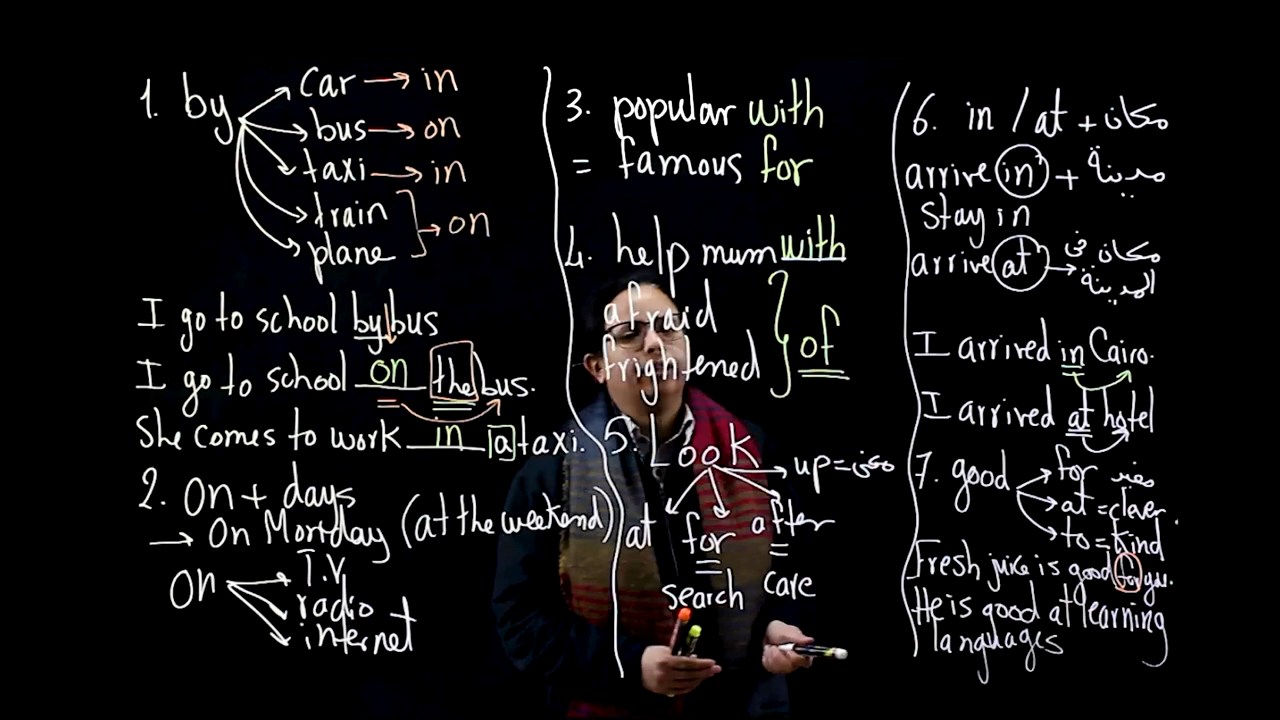 1. by
car → in
bus → on
taxi → in
train
plane → on
I go to school by bus
I go to school on the bus.
She comes to work in a taxi.
2. On + days
→ On Monday (at the weekend)
on
T.V
radio
internet
3. popular with
= famous for
4. help mum with
afraid
frightened
of
5. Look
up =
at for after
search care
6. in / at + مكان
arrive in + مدينة
stay in
arrive at → مكان فى
المدينة
I arrived in Cairo.
I arrived at hotel
7. good
for مفيد
at = clever
to = kind
Fresh juice is good for you.
He is good at learning
languages